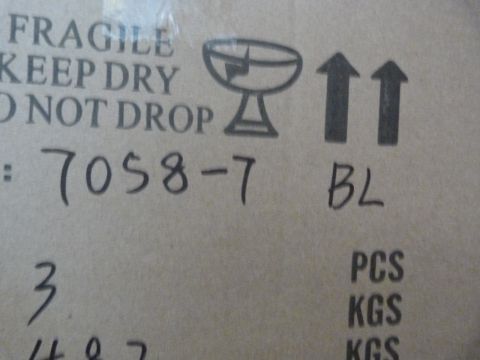 FRAGILE
KEEP DRY
DO NOT DROP
: 7058-7 BL
3 PCS
KGS
KGS